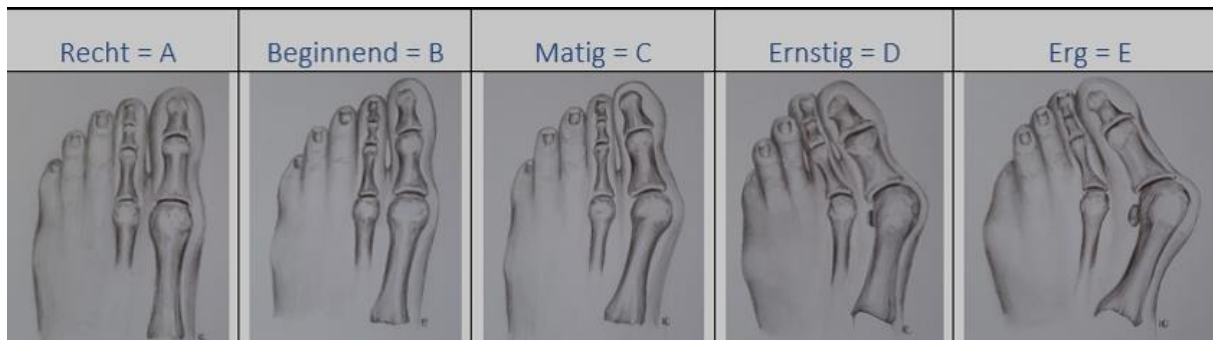 Recht = A
Beginnend = B
Matig = C
Ernstig = D
Erg = E